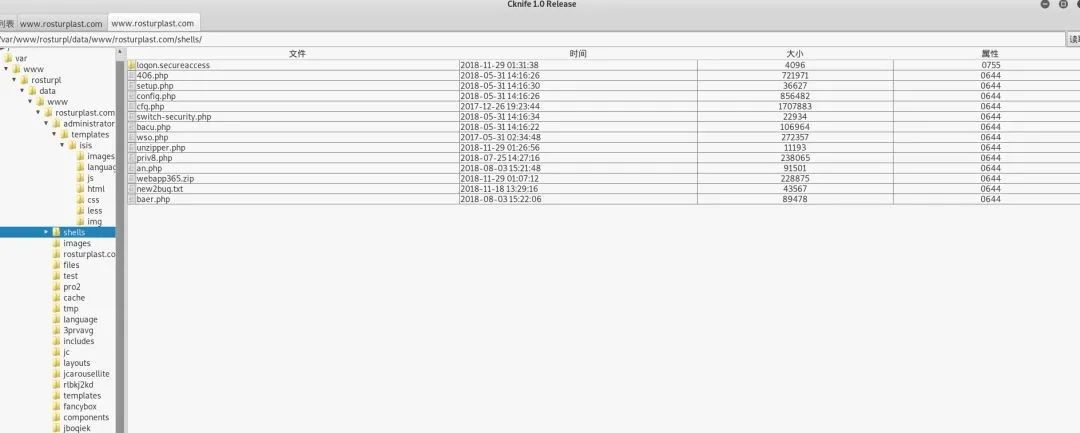 Cknife 1.0 Release
列表 www.rosturplast.com www.rosturplast.com
/var/www/rosturpl/data/www/rosturplast.com/shells/
var
www
rosturpl
data
www
rosturplast.com
administrator
templates
isis
images
languag
js
html
css
less
img
shells
images
rosturplast.co
files
test
pro2
cache
tmp
language
3prvavg
includes
jc
layouts
jcarousellite
rlbkj2kd
templates
fancybox
components
jboqiek
文件 时间 大小 属性
logon.secureaccess 2018-11-29 01:31:38 4096 0755
406.php 2018-05-31 14:16:26 721971 0644
setup.php 2018-05-31 14:16:30 36627 0644
config.php 2018-05-31 14:16:26 856482 0644
cfg.php 2017-12-26 19:23:44 1707883 0644
switch-security.php 2018-05-31 14:16:34 22934 0644
bacu.php 2018-05-31 14:16:22 106964 0644
wso.php 2017-05-31 02:34:48 272357 0644
unzipper.php 2018-11-29 01:26:56 11193 0644
priv8.php 2018-07-25 14:27:16 238065 0644
an.php 2018-08-03 15:21:48 91501 0644
webapp365.zip 2018-11-29 01:07:12 228875 0644
new2bug.txt 2018-11-18 13:29:16 43567 0644
baer.php 2018-08-03 15:22:06 89478 0644